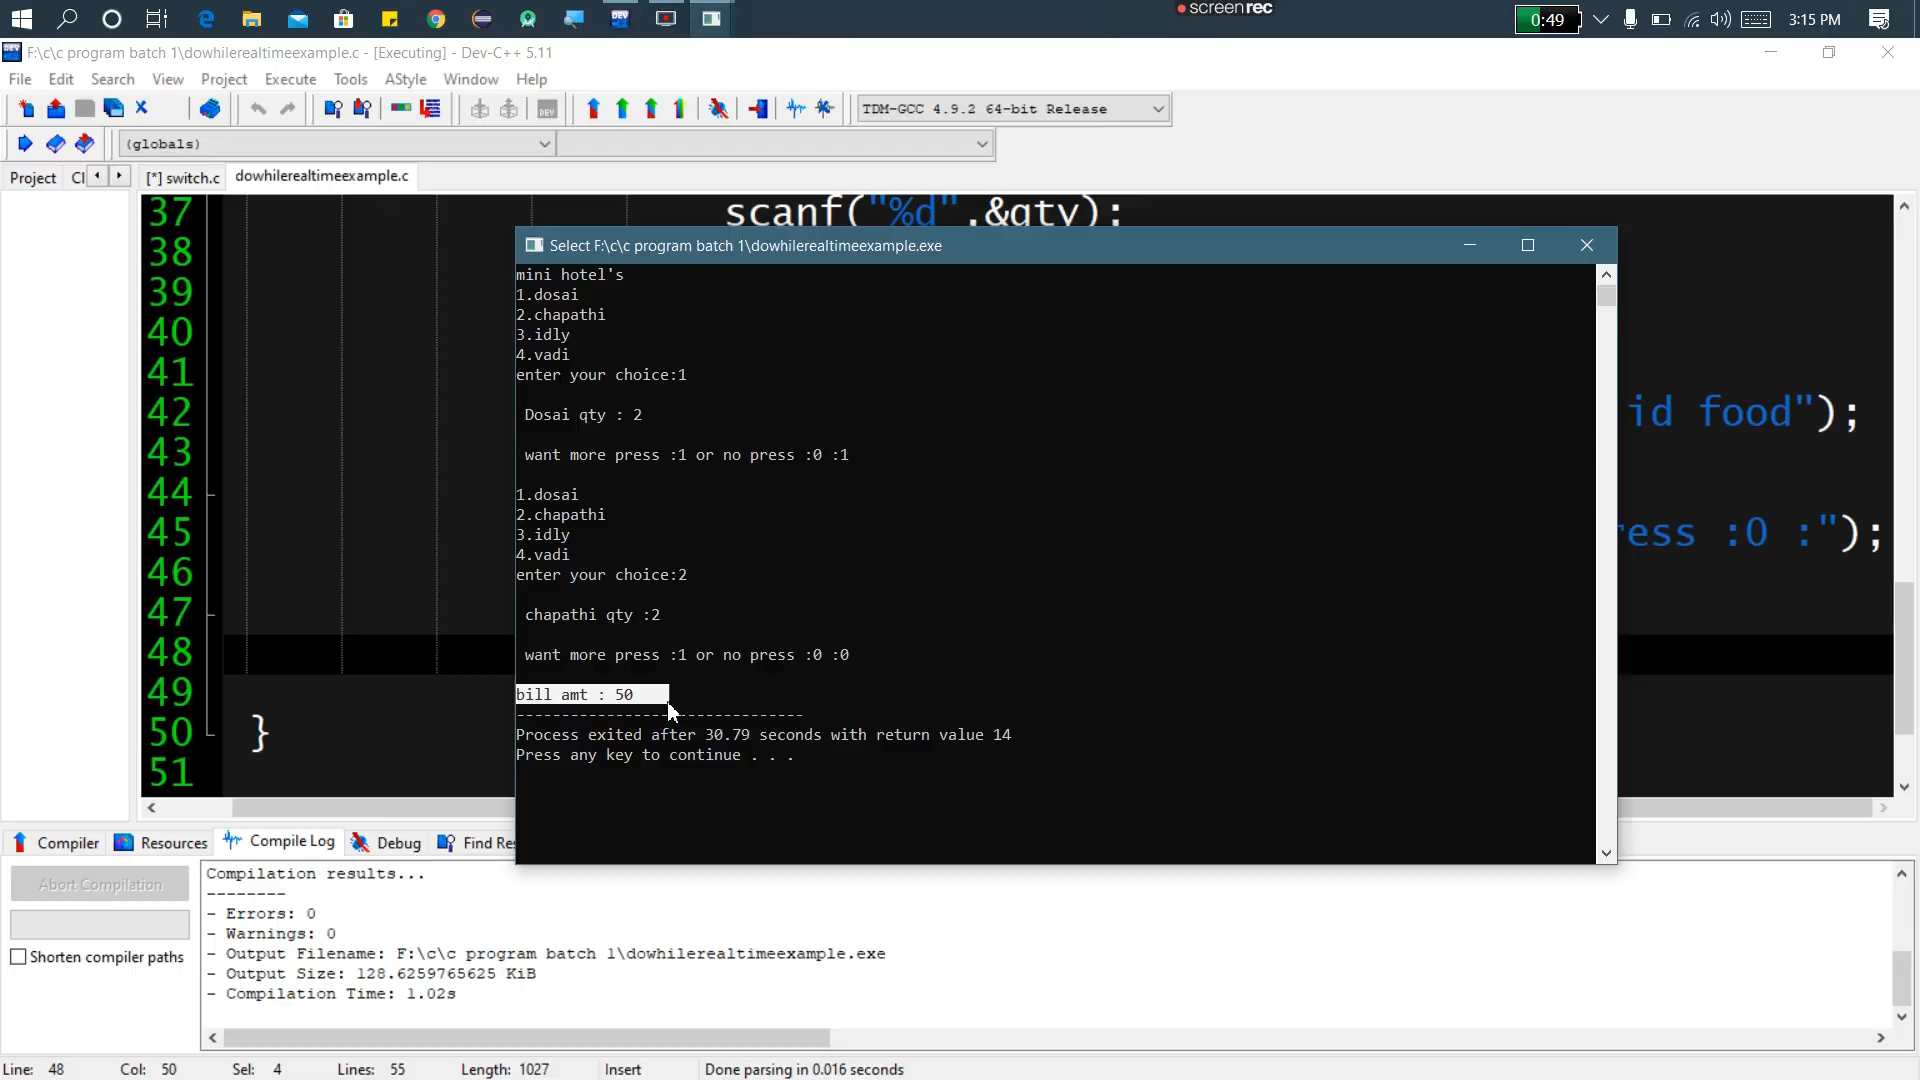 screenrec
0:49
3:15 PM
F:\c\c program batch 1\dowhilerealtimeexample.c - [Executing] - Dev-C++ 5.11
File Edit Search View Project Execute Tools AStyle Window Help
TDM-GCC 4.9.2 64-bit Release
(globals)
Project Cl [*] switch.c dowhilerealtimeexample.c
37 scanf("%d",&qty);
38
39
40
41
42 id food");
43
44
45 ress :0 :");
46
47
48
49
50 }
51
Select F:\c\c program batch 1\dowhilerealtimeexample.exe
mini hotel's
1.dosai
2.chapathi
3.idly
4.vadi
enter your choice:1
Dosai qty : 2
want more press :1 or no press :0 :1
1.dosai
2.chapathi
3.idly
4.vadi
enter your choice:2
chapathi qty :2
want more press :1 or no press :0 :0
bill amt : 50
--------------------------------
Process exited after 30.79 seconds with return value 14
Press any key to continue . . .
Compiler Resources Compile Log Debug Find Res
Abort Compilation
Shorten compiler paths
Compilation results...
--------
- Errors: 0
- Warnings: 0
- Output Filename: F:\c\c program batch 1\dowhilerealtimeexample.exe
- Output Size: 128.6259765625 KiB
- Compilation Time: 1.02s
Line: 48 Col: 50 Sel: 4 Lines: 55 Length: 1027 Insert Done parsing in 0.016 seconds